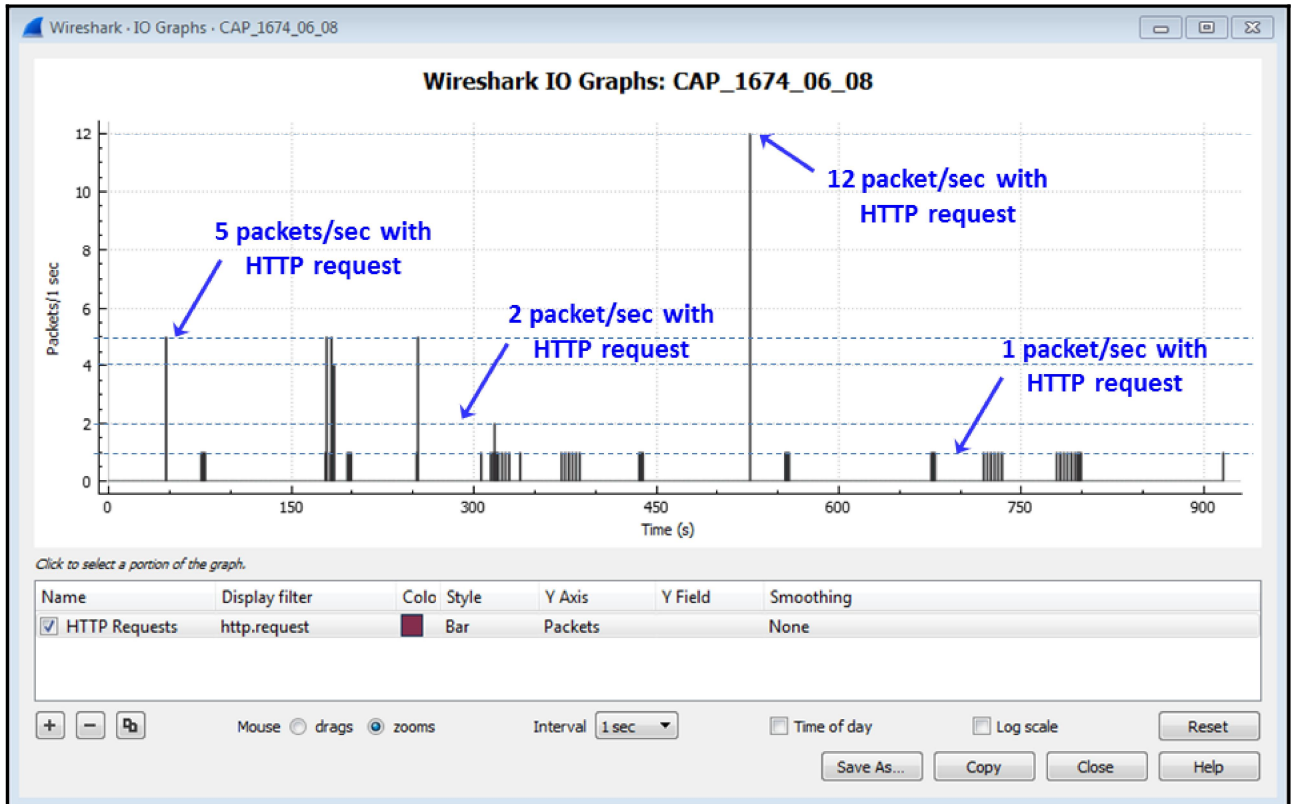 Wireshark · IO Graphs · CAP_1674_06_08
Wireshark IO Graphs: CAP_1674_06_08
12
10
8
6
4
2
0
Packets/1 sec
5 packets/sec with
HTTP request
2 packet/sec with
HTTP request
12 packet/sec with
HTTP request
1 packet/sec with
HTTP request
0 150 300 450 600 750 900
Time (s)
Click to select a portion of the graph.
Name Display filter Colo Style Y Axis Y Field Smoothing
HTTP Requests http.request Bar Packets None
+ − Mouse drags zooms Interval 1 sec Time of day Log scale Reset
Save As... Copy Close Help